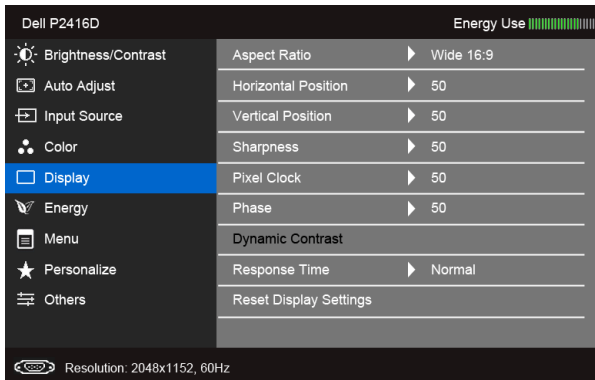 Dell P2416D Energy Use
Brightness/Contrast Aspect Ratio Wide 16:9
Auto Adjust Horizontal Position 50
Input Source Vertical Position 50
Color Sharpness 50
Display Pixel Clock 50
Energy Phase 50
Menu Dynamic Contrast
Personalize Response Time Normal
Others Reset Display Settings
Resolution: 2048x1152, 60Hz